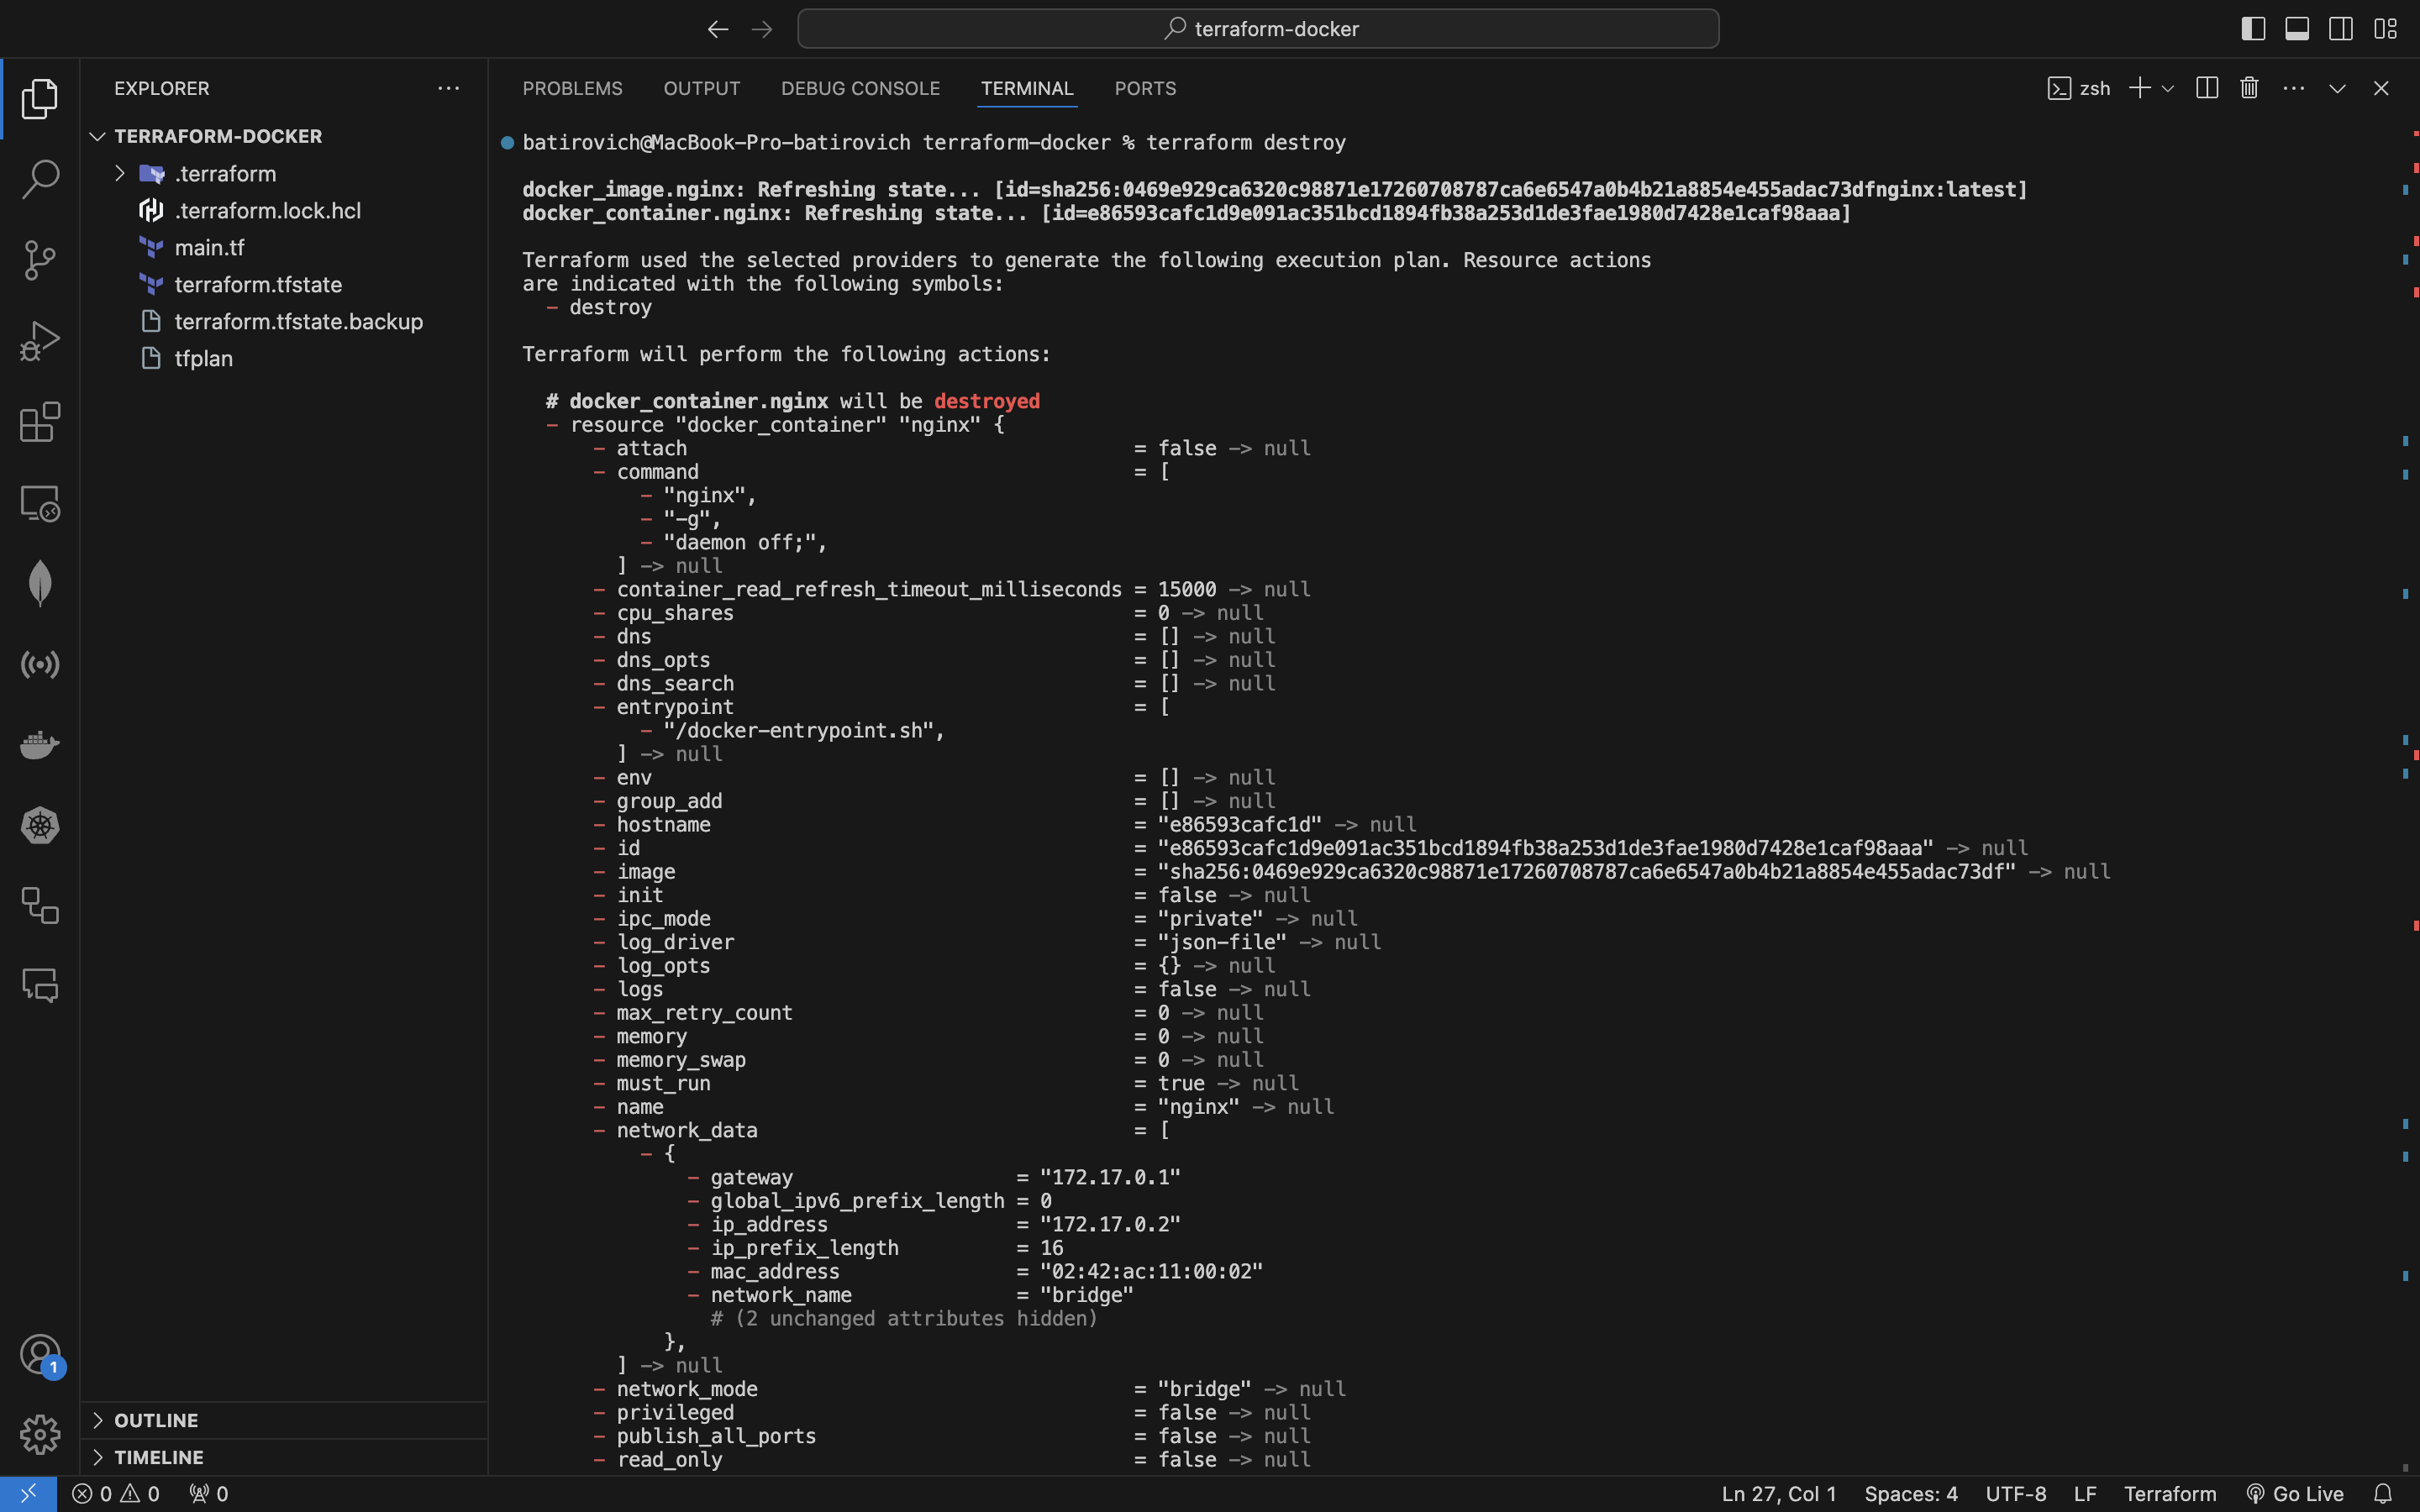 terraform-docker
EXPLORER
TERRAFORM-DOCKER
.terraform
.terraform.lock.hcl
main.tf
terraform.tfstate
terraform.tfstate.backup
tfplan
OUTLINE
TIMELINE
PROBLEMS OUTPUT DEBUG CONSOLE TERMINAL PORTS
zsh
batirovich@MacBook-Pro-batirovich terraform-docker % terraform destroy
docker_image.nginx: Refreshing state... [id=sha256:0469e929ca6320c98871e17260708787ca6e6547a0b4b21a8854e455adac73dfnginx:latest]
docker_container.nginx: Refreshing state... [id=e86593cafc1d9e091ac351bcd1894fb38a253d1de3fae1980d7428e1caf98aaa]
Terraform used the selected providers to generate the following execution plan. Resource actions
are indicated with the following symbols:
- destroy
Terraform will perform the following actions:
# docker_container.nginx will be destroyed
- resource "docker_container" "nginx" {
- attach = false -> null
- command = [
- "nginx",
- "-g",
- "daemon off;",
] -> null
- container_read_refresh_timeout_milliseconds = 15000 -> null
- cpu_shares = 0 -> null
- dns = [] -> null
- dns_opts = [] -> null
- dns_search = [] -> null
- entrypoint = [
- "/docker-entrypoint.sh",
] -> null
- env = [] -> null
- group_add = [] -> null
- hostname = "e86593cafc1d" -> null
- id = "e86593cafc1d9e091ac351bcd1894fb38a253d1de3fae1980d7428e1caf98aaa" -> null
- image = "sha256:0469e929ca6320c98871e17260708787ca6e6547a0b4b21a8854e455adac73df" -> null
- init = false -> null
- ipc_mode = "private" -> null
- log_driver = "json-file" -> null
- log_opts = {} -> null
- logs = false -> null
- max_retry_count = 0 -> null
- memory = 0 -> null
- memory_swap = 0 -> null
- must_run = true -> null
- name = "nginx" -> null
- network_data = [
- {
- gateway = "172.17.0.1"
- global_ipv6_prefix_length = 0
- ip_address = "172.17.0.2"
- ip_prefix_length = 16
- mac_address = "02:42:ac:11:00:02"
- network_name = "bridge"
# (2 unchanged attributes hidden)
},
] -> null
- network_mode = "bridge" -> null
- privileged = false -> null
- publish_all_ports = false -> null
- read_only = false -> null
1
0 0 0
Ln 27, Col 1 Spaces: 4 UTF-8 LF Terraform Go Live